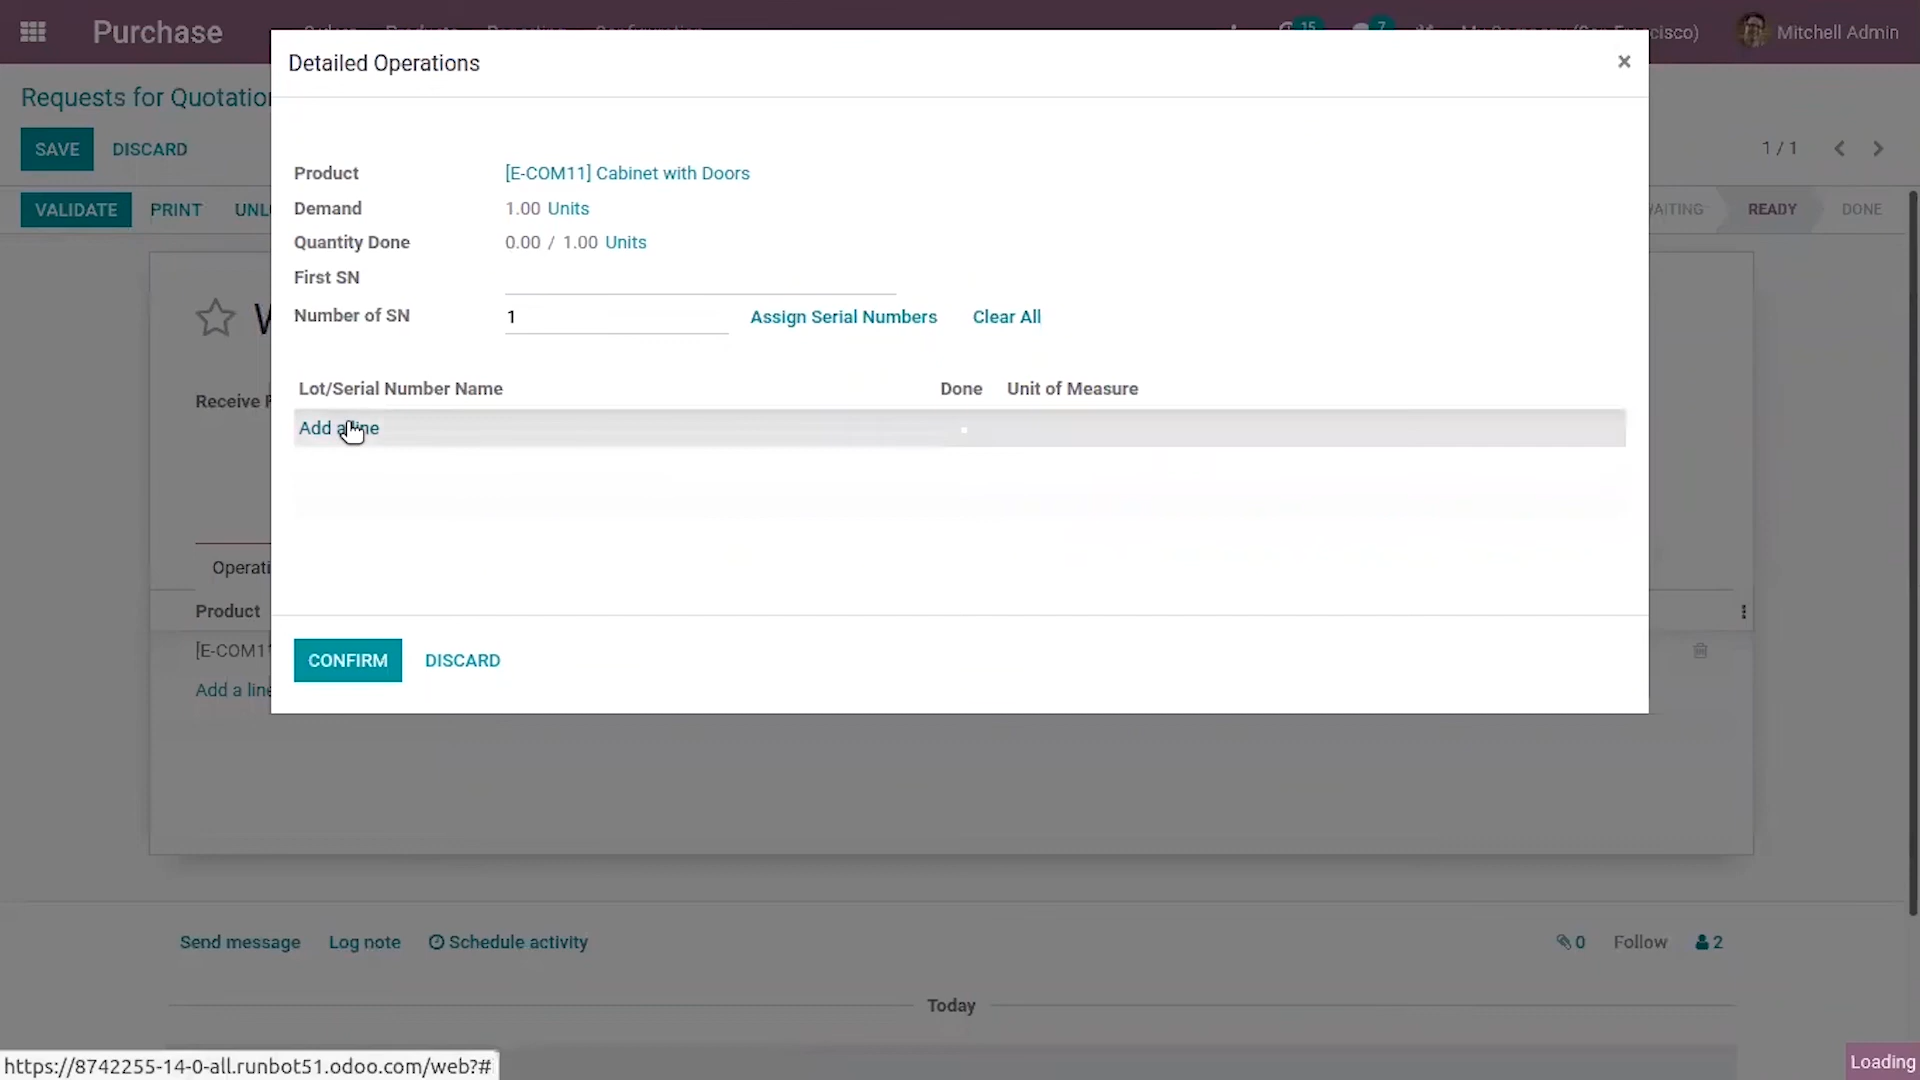 Purchase
15
7
cisco)
Mitchell Admin
Detailed Operations
×
Requests for Quotation
SAVE
DISCARD
1 / 1
VALIDATE
PRINT
READY
DONE
Product
[E-COM11] Cabinet with Doors
Demand
1.00 Units
Quantity Done
0.00 / 1.00 Units
First SN
Number of SN
1
Assign Serial Numbers
Clear All
Lot/Serial Number Name
Done
Unit of Measure
Add a line
Receive
Operati
Product
[E-COM1
Add a line
CONFIRM
DISCARD
Send message
Log note
Schedule activity
0
Follow
2
Today
https://8742255-14-0-all.runbot51.odoo.com/web?#
Loading